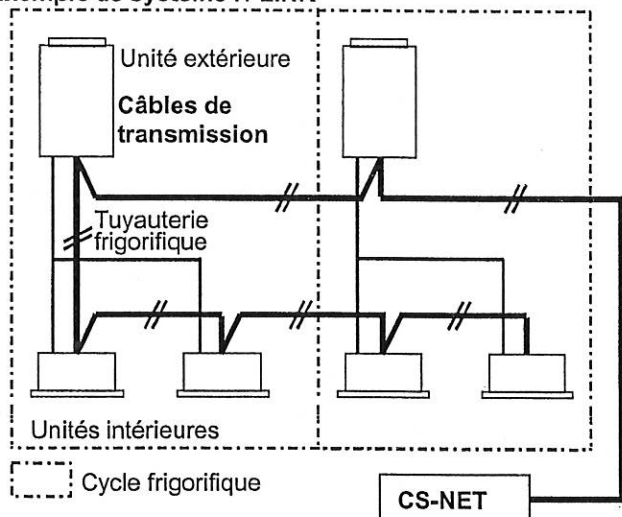 Unité extérieure
Câbles de
transmission
Tuyauterie
frigorifique
Unités intérieures
Cycle frigorifique
CS-NET